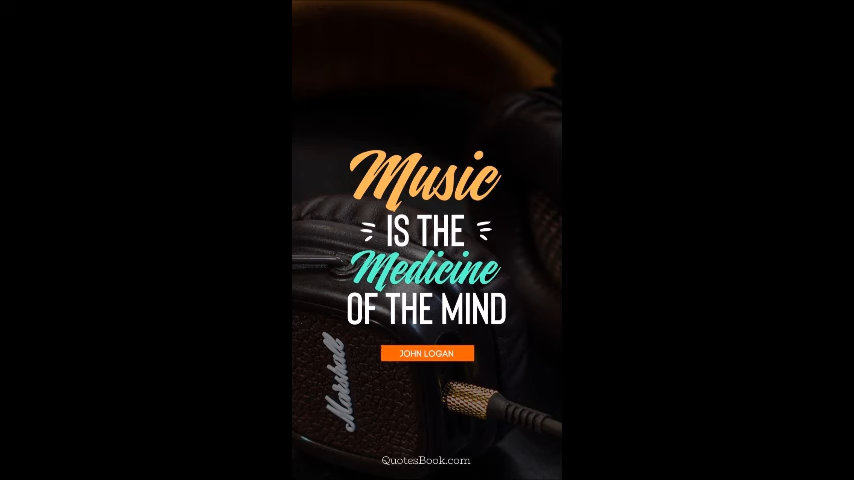 Music
IS THE
Medicine
OF THE MIND
JOHN LOGAN
Marshall
QuotesBook.com